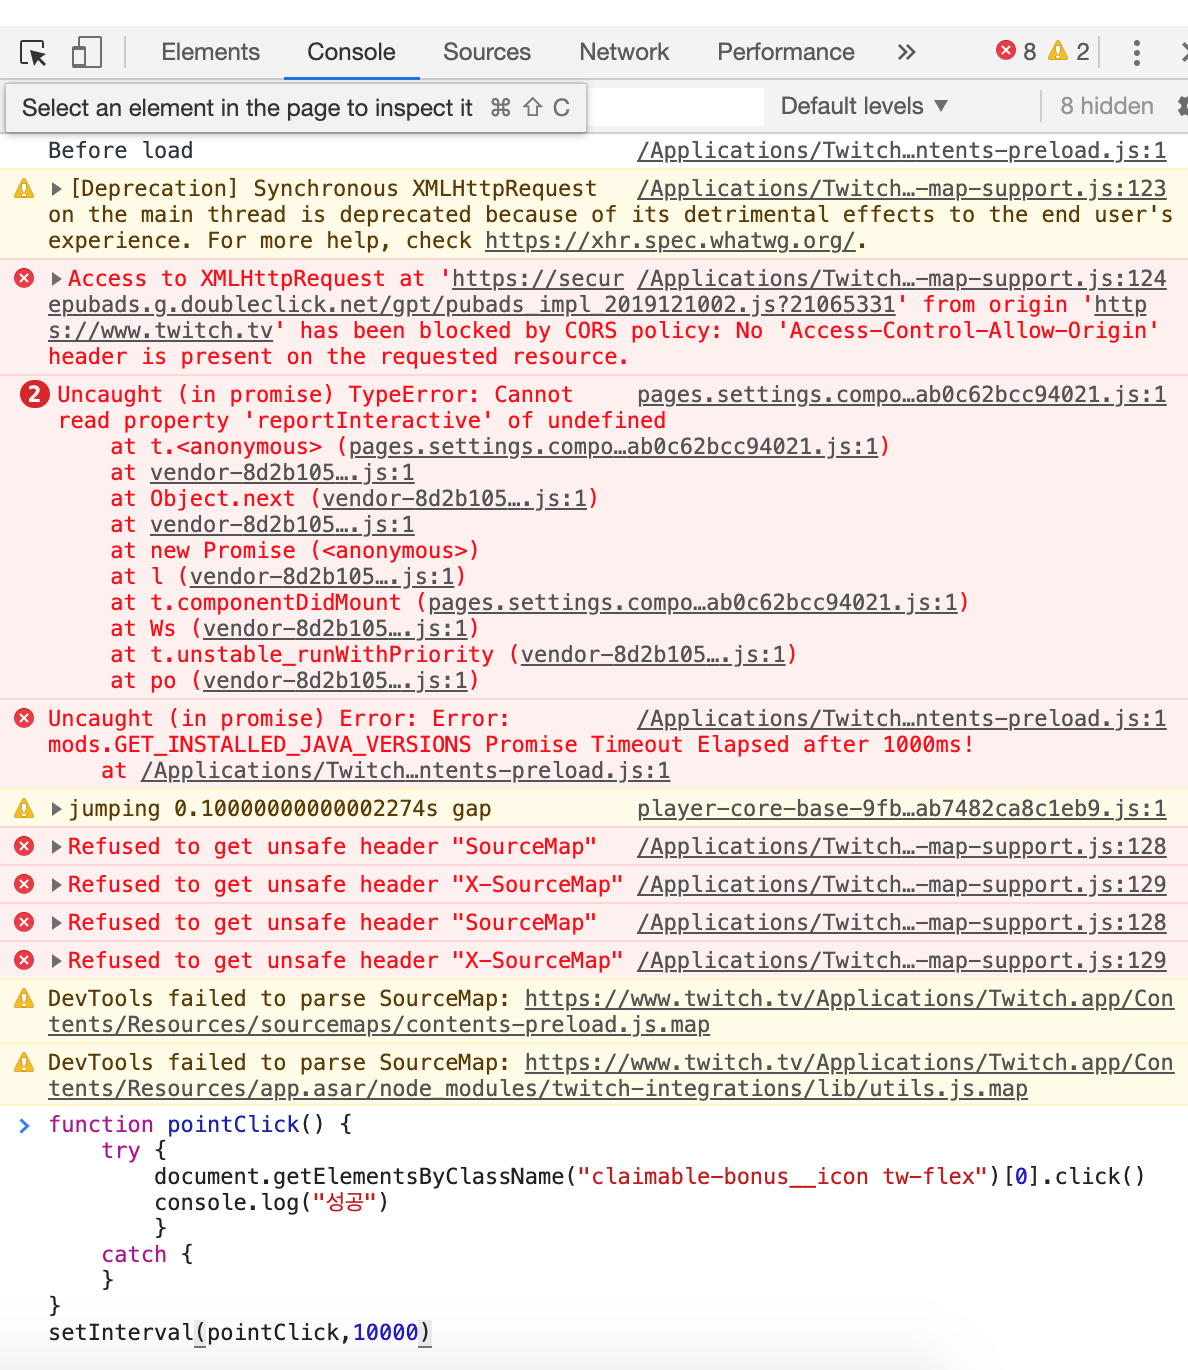 Elements Console Sources Network Performance » 8 2
Select an element in the page to inspect it ⌘ ⇧ C Default levels ▼ 8 hidden
Before load /Applications/Twitch…ntents-preload.js:1
[Deprecation] Synchronous XMLHttpRequest /Applications/Twitch…-map-support.js:123
on the main thread is deprecated because of its detrimental effects to the end user's
experience. For more help, check https://xhr.spec.whatwg.org/.
Access to XMLHttpRequest at 'https://secur /Applications/Twitch…-map-support.js:124
epubads.g.doubleclick.net/gpt/pubads_impl_2019121002.js?21065331' from origin 'http
s://www.twitch.tv' has been blocked by CORS policy: No 'Access-Control-Allow-Origin'
header is present on the requested resource.
2 Uncaught (in promise) TypeError: Cannot pages.settings.compo…ab0c62bcc94021.js:1
read property 'reportInteractive' of undefined
at t.<anonymous> (pages.settings.compo…ab0c62bcc94021.js:1)
at vendor-8d2b105….js:1
at Object.next (vendor-8d2b105….js:1)
at vendor-8d2b105….js:1
at new Promise (<anonymous>)
at l (vendor-8d2b105….js:1)
at t.componentDidMount (pages.settings.compo…ab0c62bcc94021.js:1)
at Ws (vendor-8d2b105….js:1)
at t.unstable_runWithPriority (vendor-8d2b105….js:1)
at po (vendor-8d2b105….js:1)
Uncaught (in promise) Error: Error: /Applications/Twitch…ntents-preload.js:1
mods.GET_INSTALLED_JAVA_VERSIONS Promise Timeout Elapsed after 1000ms!
at /Applications/Twitch…ntents-preload.js:1
jumping 0.10000000000002274s gap player-core-base-9fb…ab7482ca8c1eb9.js:1
Refused to get unsafe header "SourceMap" /Applications/Twitch…-map-support.js:128
Refused to get unsafe header "X-SourceMap" /Applications/Twitch…-map-support.js:129
Refused to get unsafe header "SourceMap" /Applications/Twitch…-map-support.js:128
Refused to get unsafe header "X-SourceMap" /Applications/Twitch…-map-support.js:129
DevTools failed to parse SourceMap: https://www.twitch.tv/Applications/Twitch.app/Con
tents/Resources/sourcemaps/contents-preload.js.map
DevTools failed to parse SourceMap: https://www.twitch.tv/Applications/Twitch.app/Con
tents/Resources/app.asar/node_modules/twitch-integrations/lib/utils.js.map
function pointClick() {
try {
document.getElementsByClassName("claimable-bonus__icon tw-flex")[0].click()
console.log("성공")
}
catch {
}
}
setInterval(pointClick,10000)